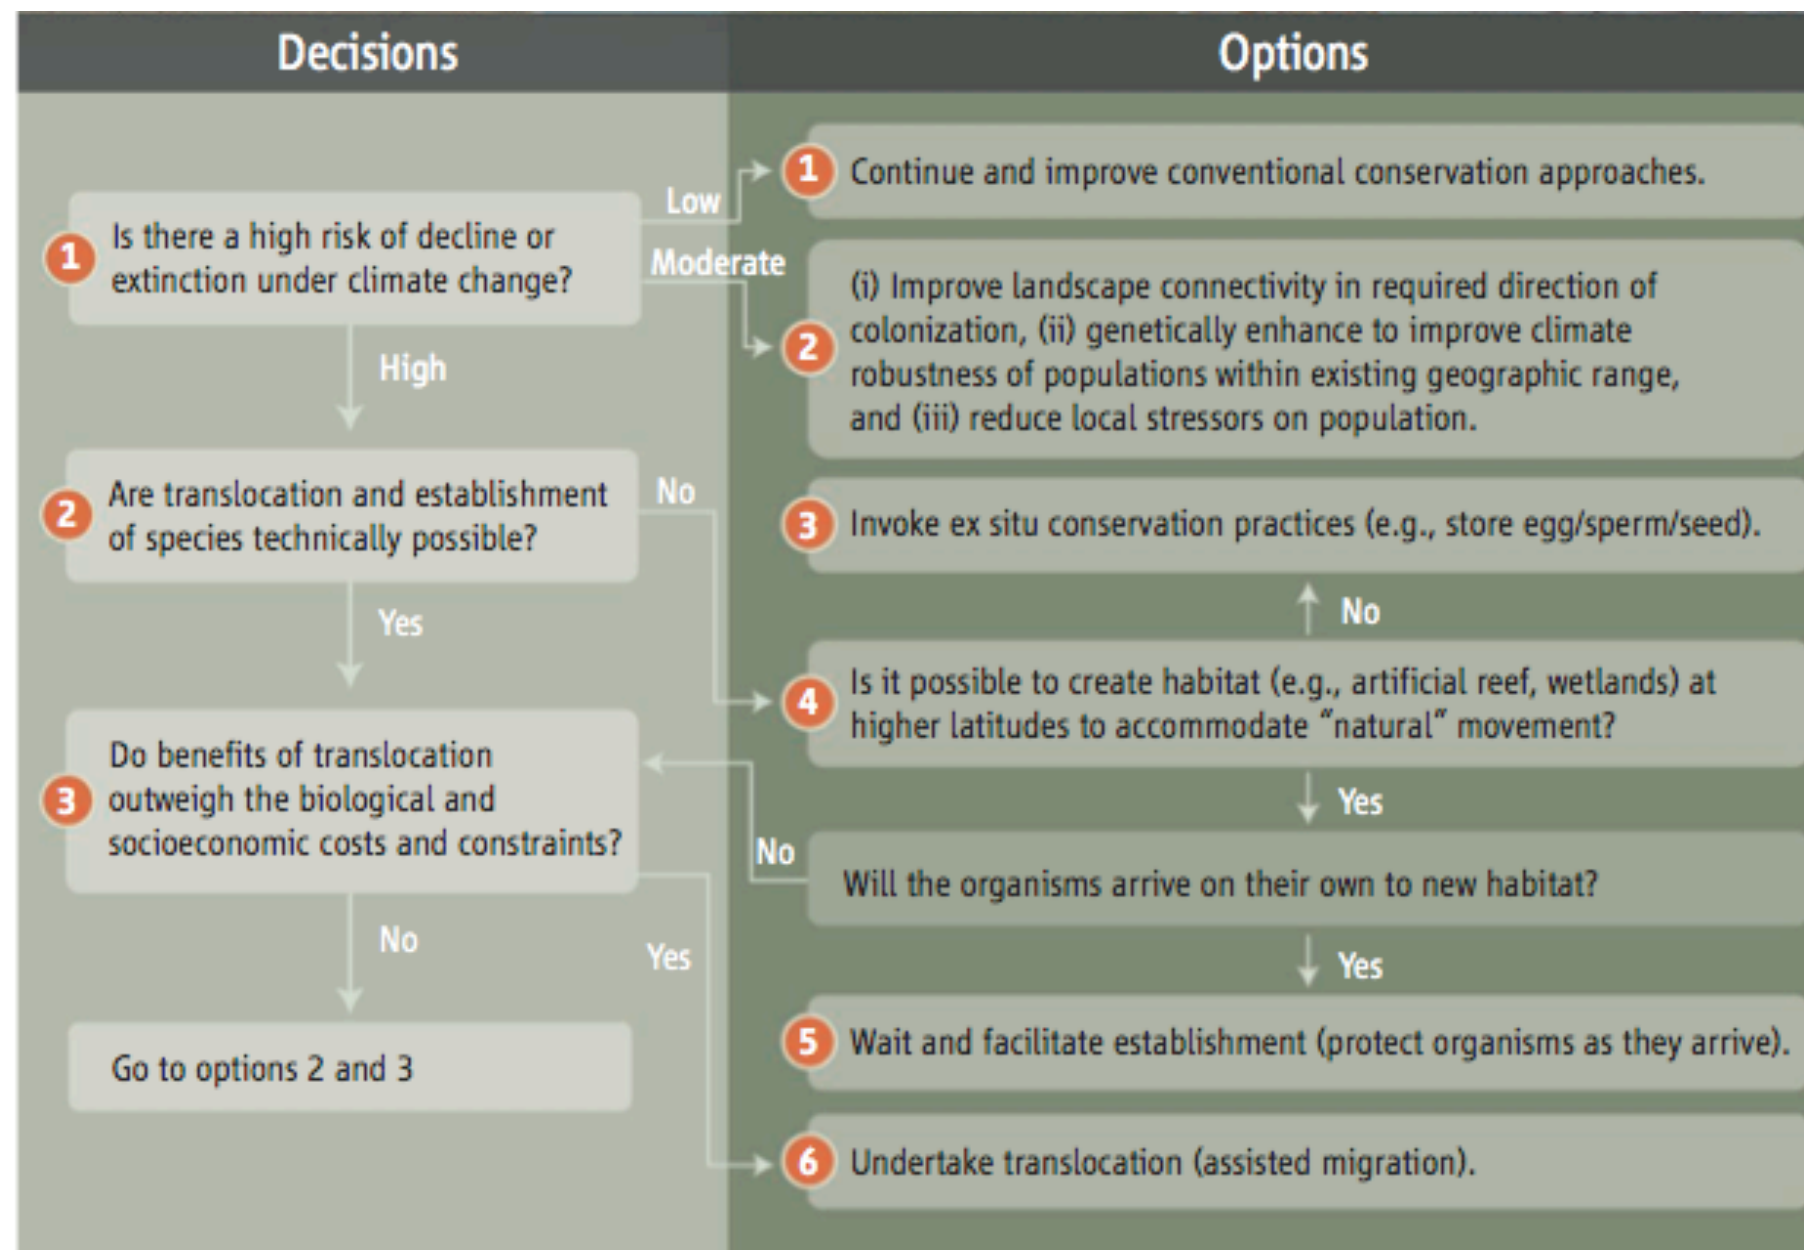 Decisions
Options
1
Is there a high risk of decline or
extinction under climate change?
Low
Moderate
High
1
Continue and improve conventional conservation approaches.
2
(i) Improve landscape connectivity in required direction of
colonization, (ii) genetically enhance to improve climate
robustness of populations within existing geographic range,
and (iii) reduce local stressors on population.
2
Are translocation and establishment
of species technically possible?
No
Yes
3
Invoke ex situ conservation practices (e.g., store egg/sperm/seed).
No
4
Is it possible to create habitat (e.g., artificial reef, wetlands) at
higher latitudes to accommodate “natural” movement?
Yes
3
Do benefits of translocation
outweigh the biological and
socioeconomic costs and constraints?
No
Will the organisms arrive on their own to new habitat?
No
Yes
Yes
5
Wait and facilitate establishment (protect organisms as they arrive).
Go to options 2 and 3
6
Undertake translocation (assisted migration).